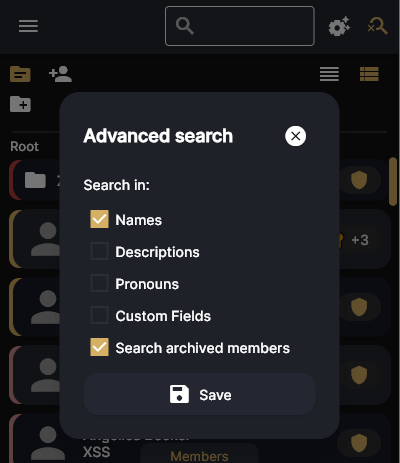 Root
Advanced search
Search in:
Names
+3
Descriptions
Pronouns
Custom Fields
Search archived members
Save
XSS
Members